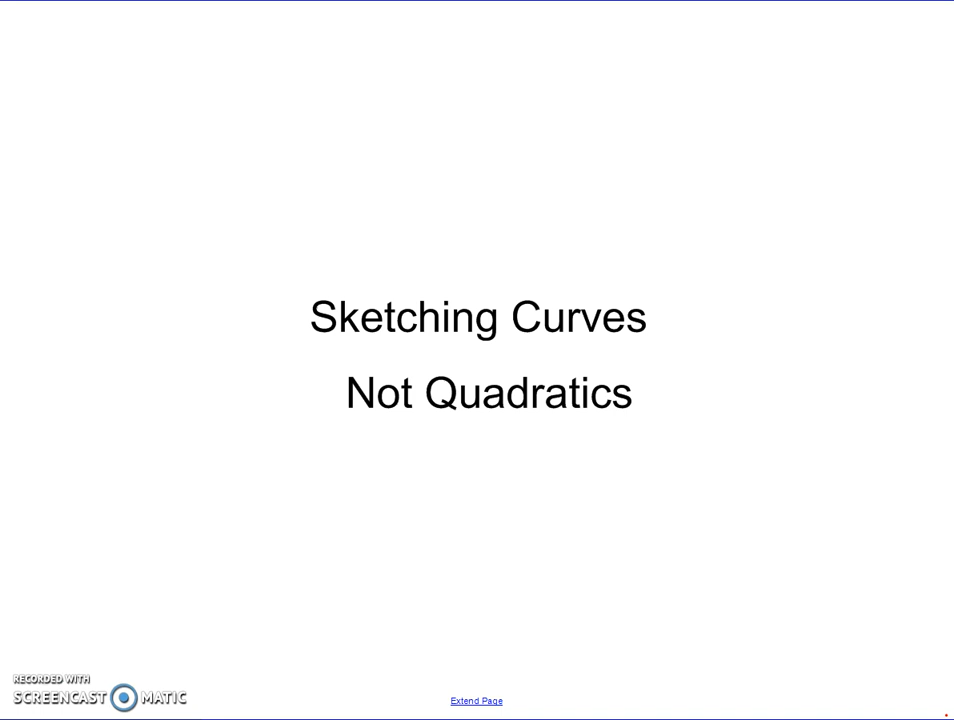 Sketching Curves
Not Quadratics
RECORDED WITH
SCREENCAST MATIC
Extend Page